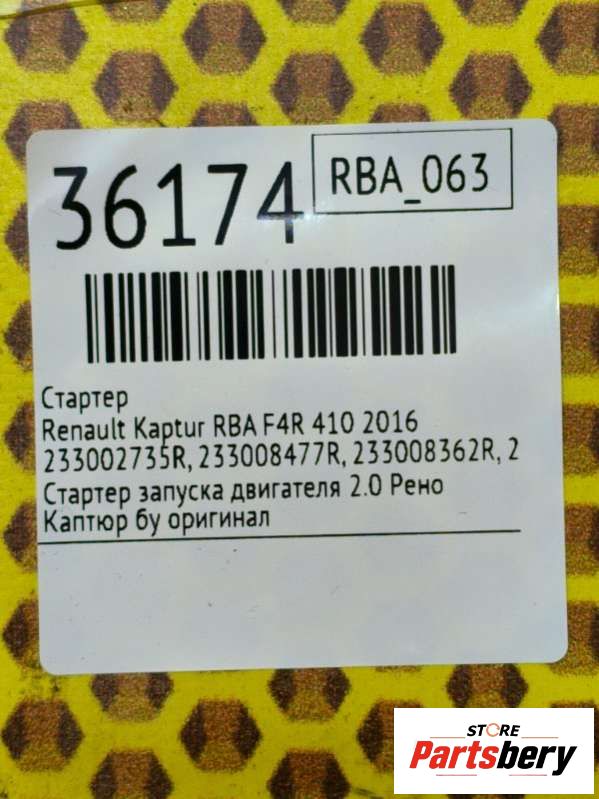 36174
RBA_063
Стартер
Renault Kaptur RBA F4R 410 2016
233002735R, 233008477R, 233008362R, 2
Стартер запуска двигателя 2.0 Рено
Каптюр бу оригинал
STORE
Partsbery